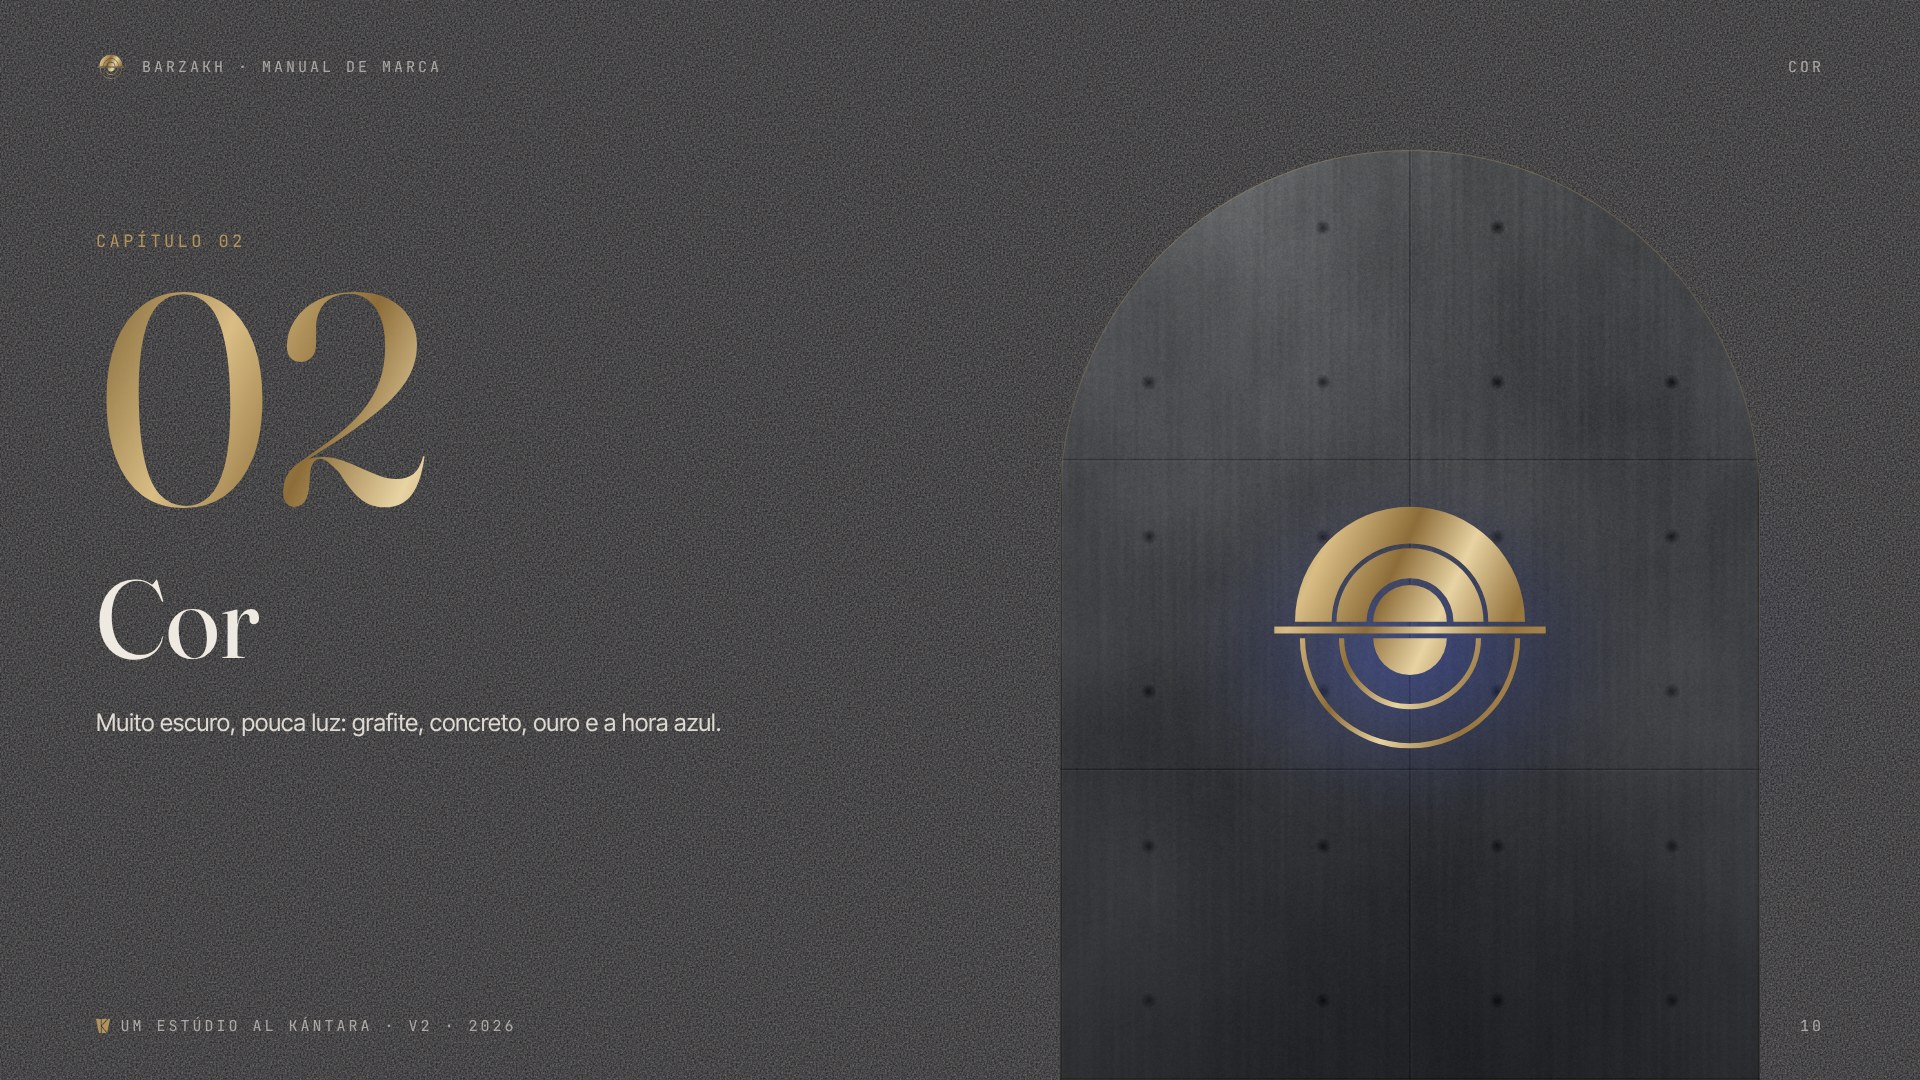 BARZAKH · MANUAL DE MARCA
COR
CAPÍTULO 02
02
Cor
Muito escuro, pouca luz: grafite, concreto, ouro e a hora azul.
UM ESTÚDIO AL KÁNTARA · V2 · 2026
10